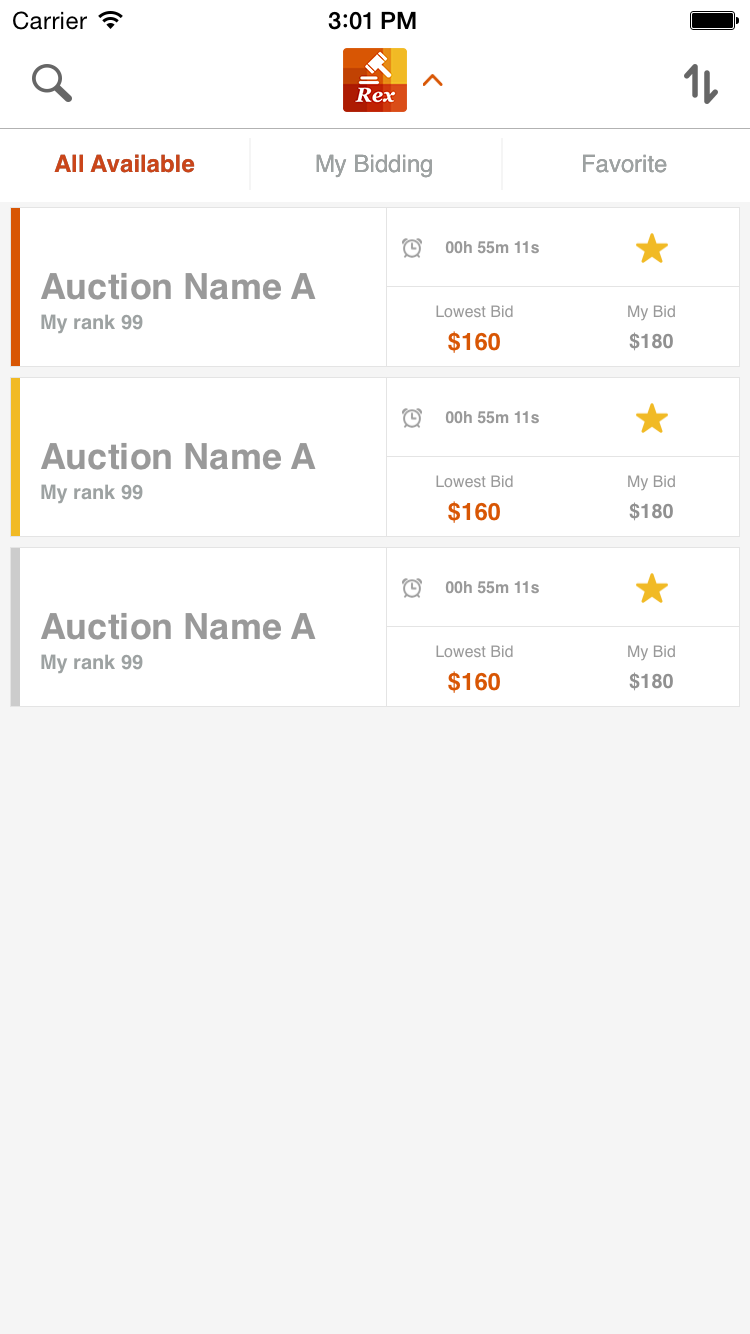 Carrier 3:01 PM
Rex
All Available My Bidding Favorite
00h 55m 11s
Auction Name A
My rank 99
Lowest Bid My Bid
$160 $180
00h 55m 11s
Auction Name A
My rank 99
Lowest Bid My Bid
$160 $180
00h 55m 11s
Auction Name A
My rank 99
Lowest Bid My Bid
$160 $180